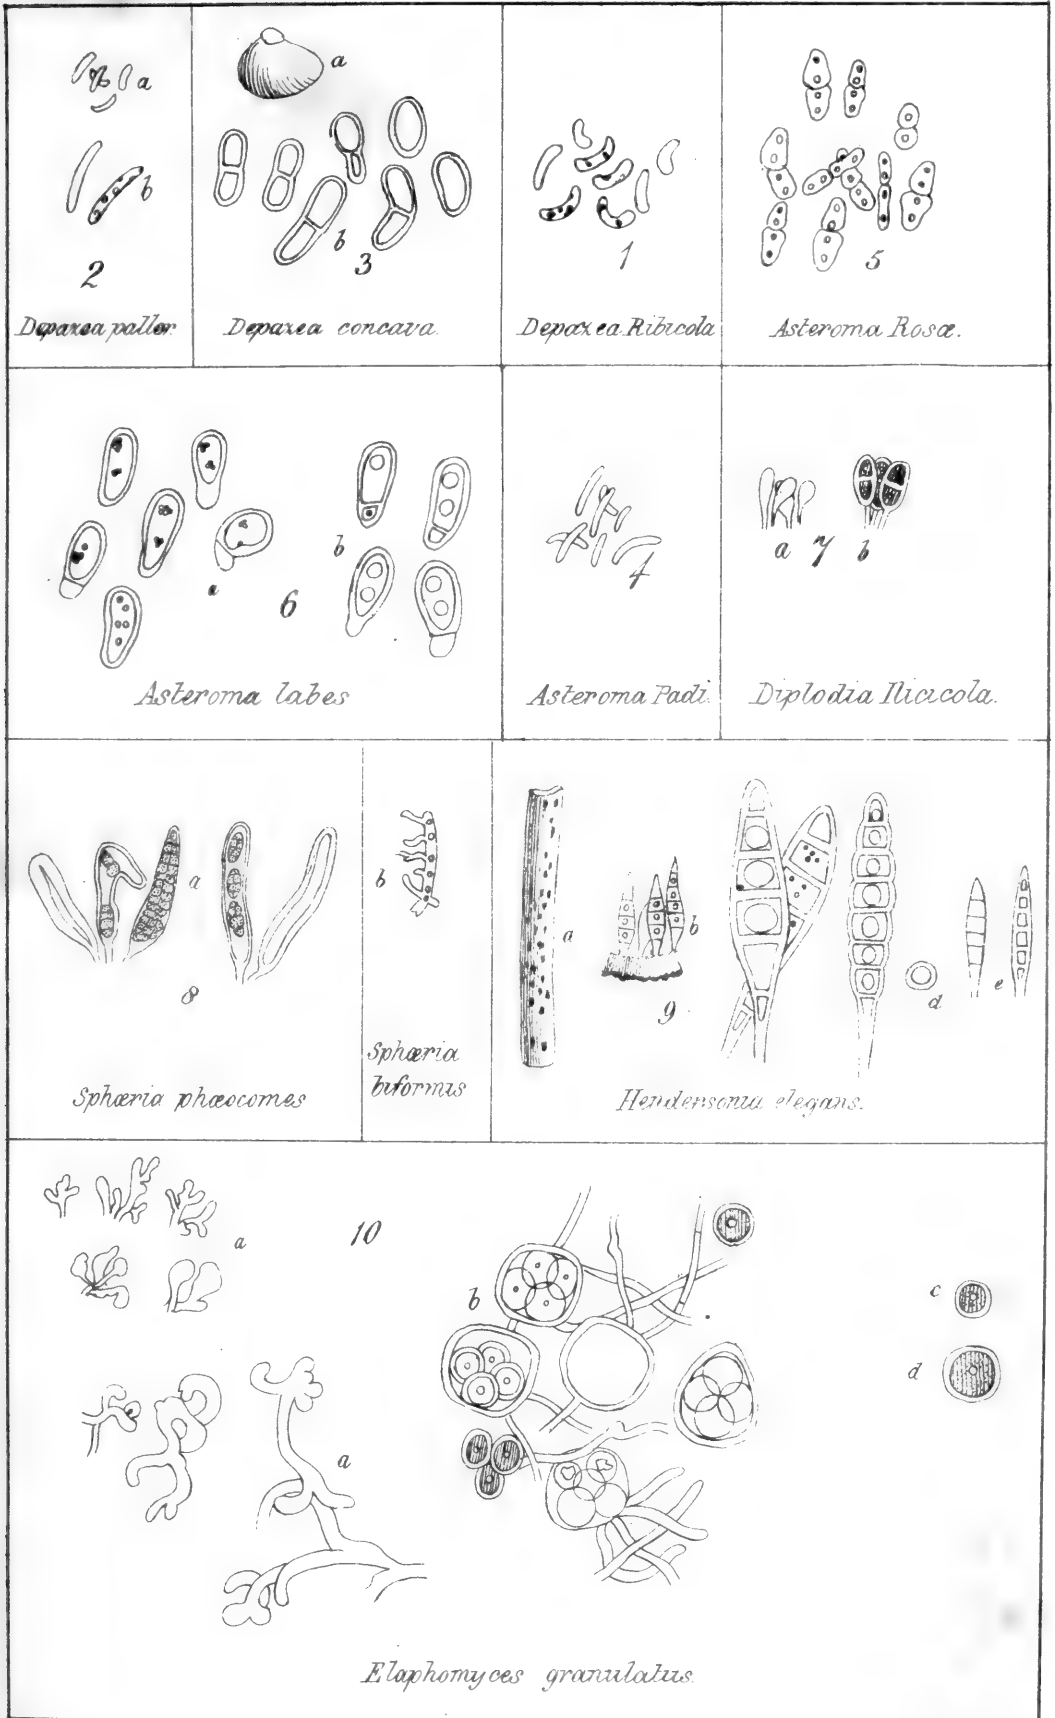 a
b
2
Depazea pallor.
a
b
3
Depazea concava.
1
Depazea Ribicola
5
Asteroma Rosæ.
a
b
6
Asteroma labes
4
Asteroma Padi.
a 7 b
Diplodia Ilicicola.
a
8
Sphæria phæocomes
b
Sphæria
biformis
a
b
9
d
e
Hendersonia elegans.
a
10
b
c
d
a
Elaphomyces granulatus.